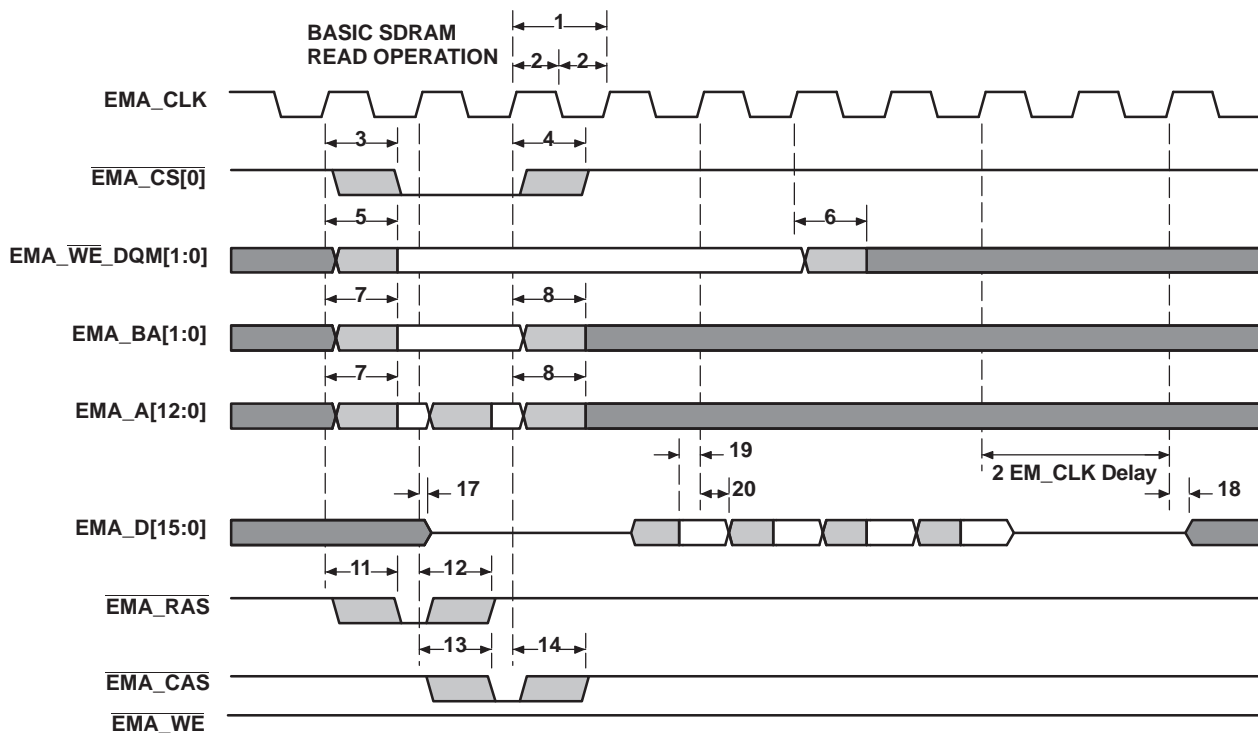 BASIC SDRAM
READ OPERATION
1
2 2
EMA_CLK
3 4
EMA_CS[0]
5 6
EMA_WE_DQM[1:0]
7 8
EMA_BA[1:0]
7 8
EMA_A[12:0]
19
2 EM_CLK Delay
17 20 18
EMA_D[15:0]
11 12
EMA_RAS
13 14
EMA_CAS
EMA_WE